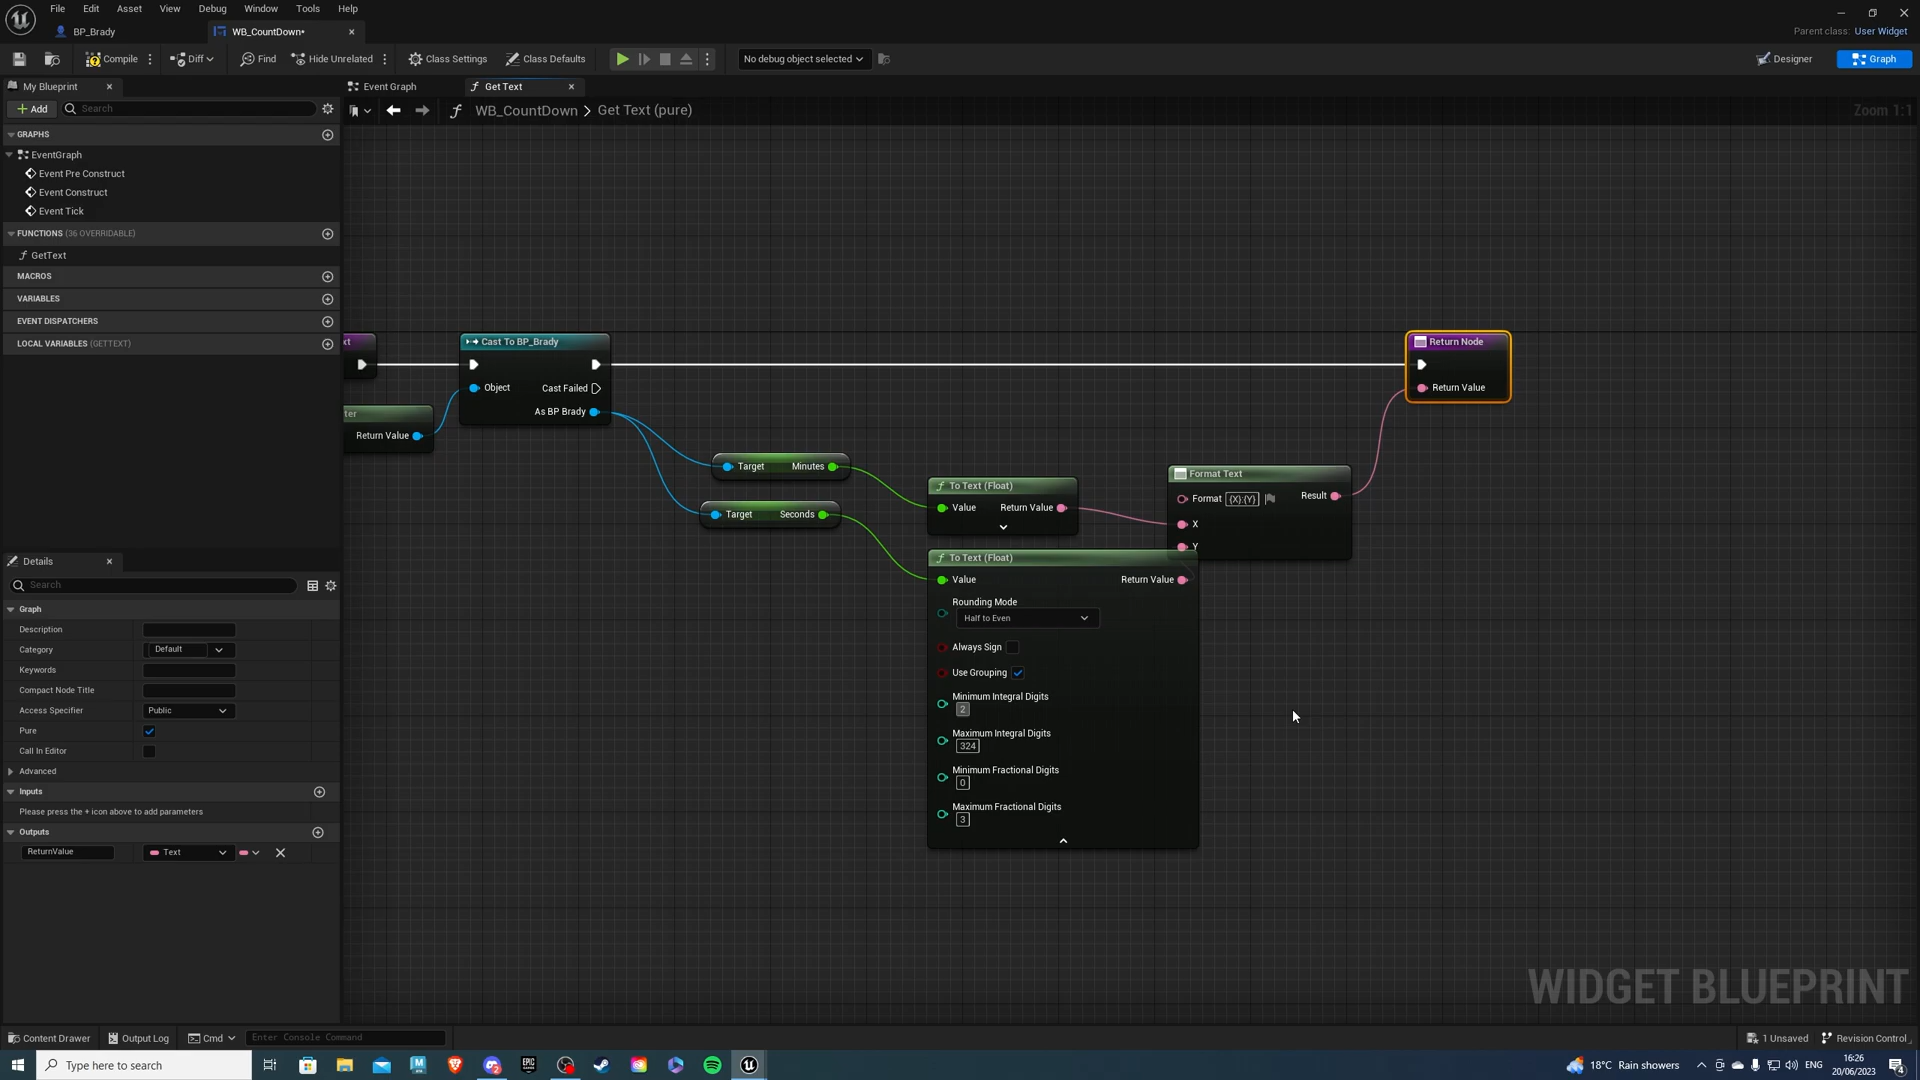 File Edit Asset View Debug Window Tools Help
BP_Brady
WB_CountDown•
Parent class: User Widget
Compile
Diff
Find
Hide Unrelated
Class Settings
Class Defaults
No debug object selected
Designer
Graph
My Blueprint
Event Graph
Get Text
Add
Search
WB_CountDown > Get Text (pure)
Zoom 1:1
GRAPHS
EventGraph
Event Pre Construct
Event Construct
Event Tick
FUNCTIONS (36 OVERRIDABLE)
GetText
MACROS
VARIABLES
EVENT DISPATCHERS
LOCAL VARIABLES (GETTEXT)
xt
Cast To BP_Brady
Object
Cast Failed
As BP Brady
ter
Return Value
Target Minutes
Target Seconds
To Text (Float)
Value Return Value
To Text (Float)
Value Return Value
Rounding Mode
Half to Even
Always Sign
Use Grouping
Minimum Integral Digits
2
Maximum Integral Digits
324
Minimum Fractional Digits
0
Maximum Fractional Digits
3
Format Text
Format {X}:{Y} Result
X
Y
Return Node
Return Value
Details
Search
Graph
Description
Category Default
Keywords
Compact Node Title
Access Specifier Public
Pure
Call In Editor
Advanced
Inputs
Please press the + icon above to add parameters
Outputs
ReturnValue Text
WIDGET BLUEPRINT
Content Drawer
Output Log
Cmd
Enter Console Command
1 Unsaved
Revision Control
Type here to search
18°C Rain showers
ENG
16:26
20/06/2023
4